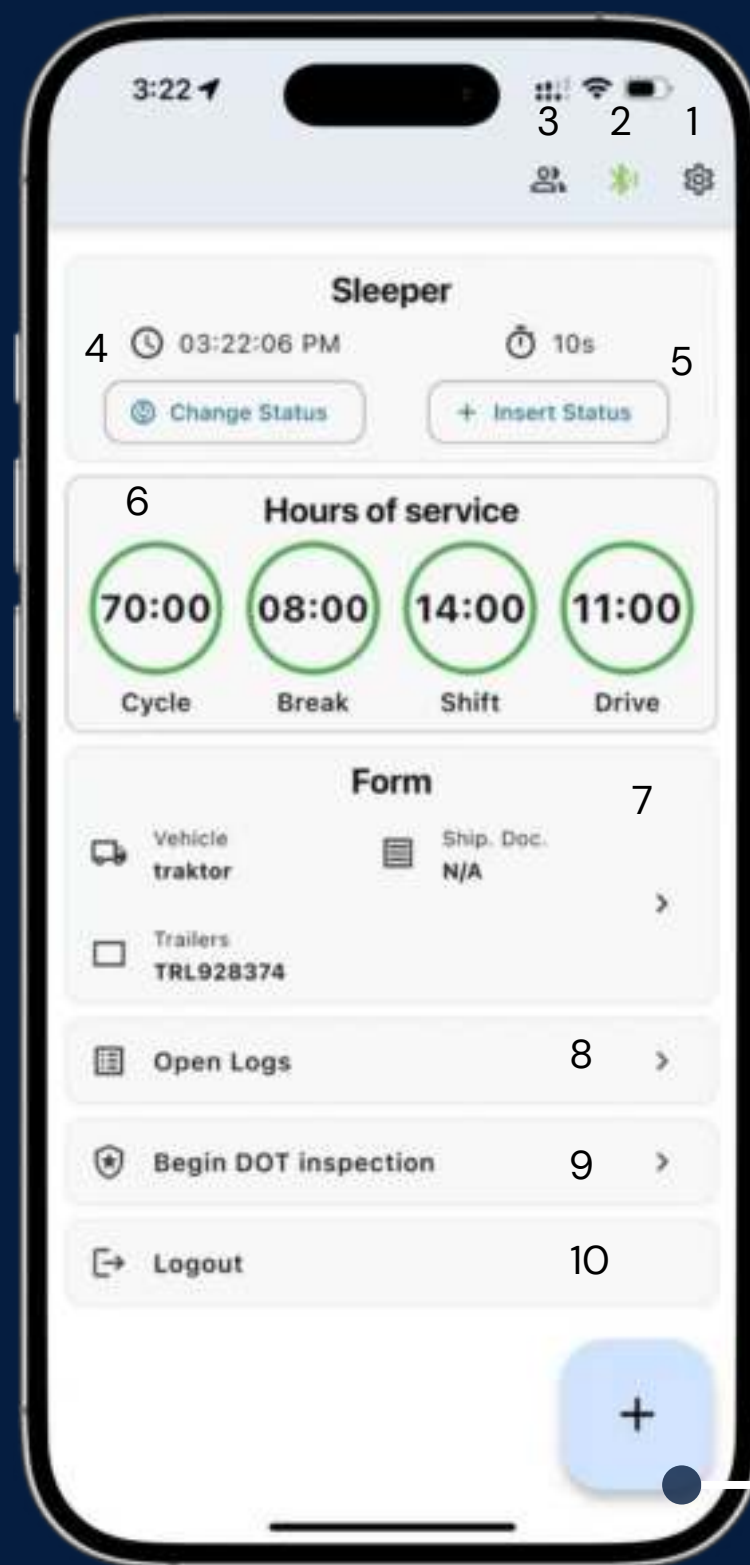 3:22
3 2 1
Sleeper
4 03:22:06 PM 10s 5
Change Status + Insert Status
6 Hours of service
70:00 08:00 14:00 11:00
Cycle Break Shift Drive
Form
7
Vehicle Ship. Doc.
traktor N/A
Trailers
TRL928374
Open Logs 8
Begin DOT inspection 9
Logout 10
+